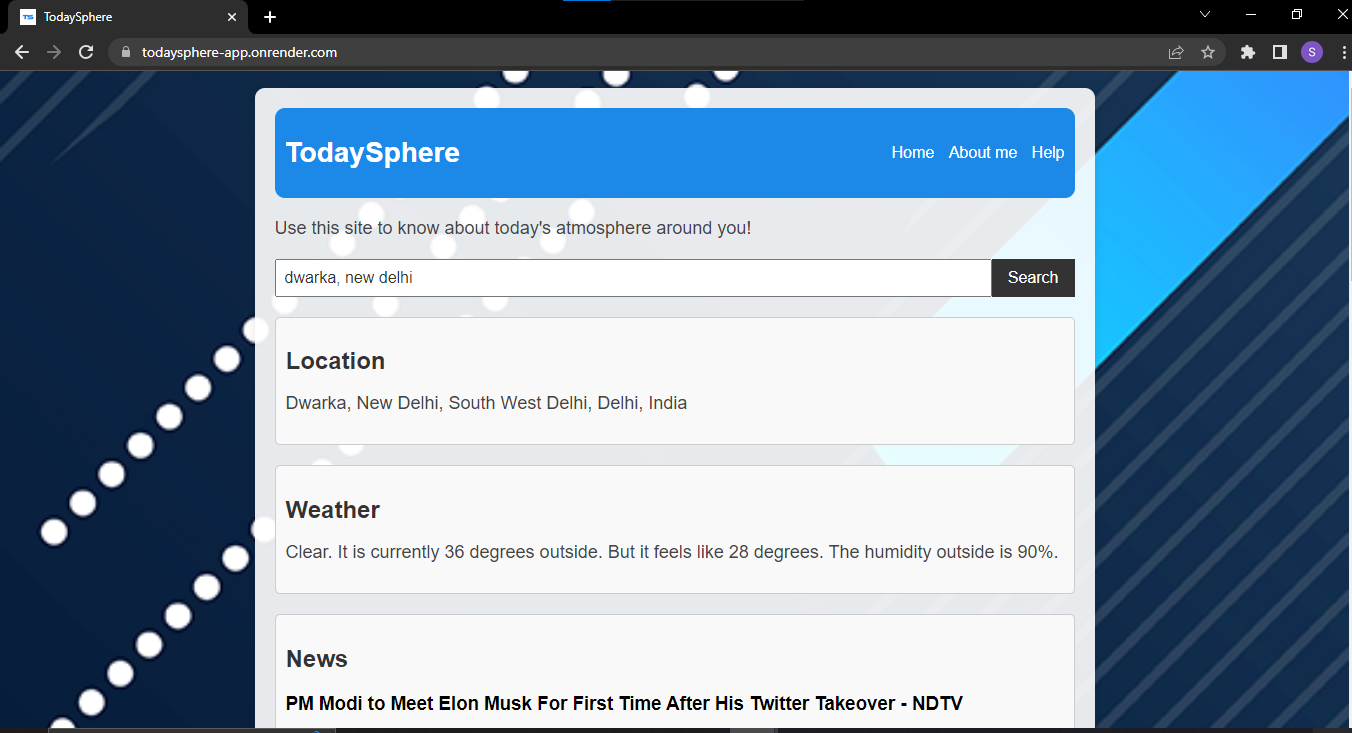 TS TodaySphere
todaysphere-app.onrender.com
S
TodaySphere
Home About me Help
Use this site to know about today's atmosphere around you!
dwarka, new delhi
Search
Location
Dwarka, New Delhi, South West Delhi, Delhi, India
Weather
Clear. It is currently 36 degrees outside. But it feels like 28 degrees. The humidity outside is 90%.
News
PM Modi to Meet Elon Musk For First Time After His Twitter Takeover - NDTV